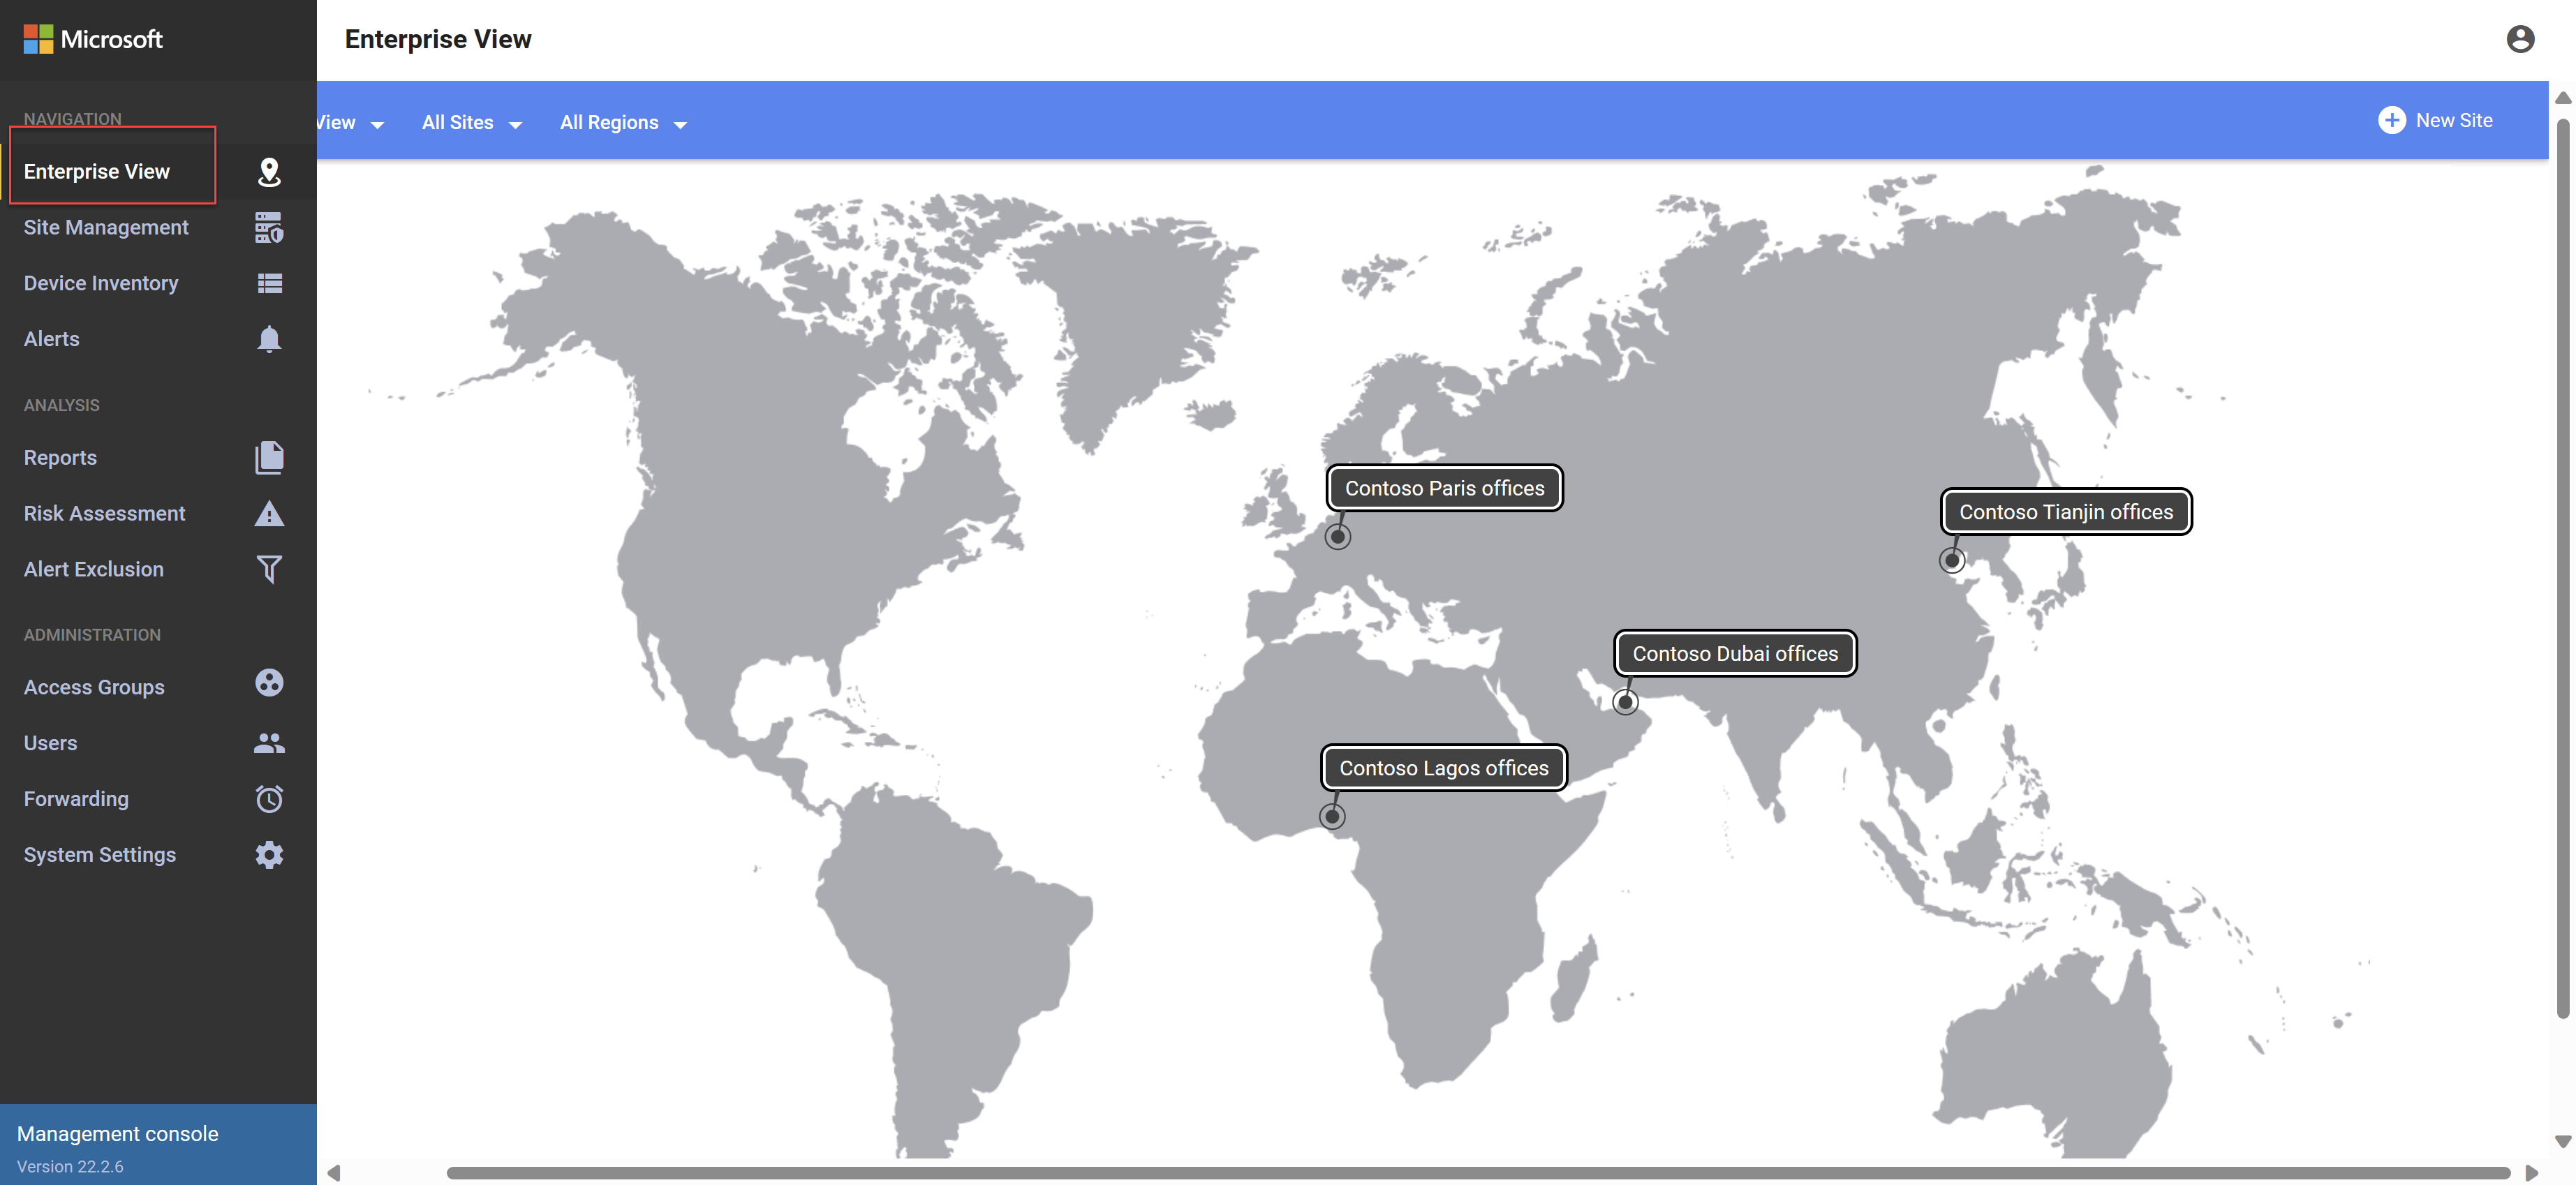 Microsoft
Enterprise View
NAVIGATION
Enterprise View
Site Management
Device Inventory
Alerts
ANALYSIS
Reports
Risk Assessment
Alert Exclusion
ADMINISTRATION
Access Groups
Users
Forwarding
System Settings
Management console
Version 22.2.6
View
All Sites
All Regions
New Site
Contoso Paris offices
Contoso Tianjin offices
Contoso Dubai offices
Contoso Lagos offices